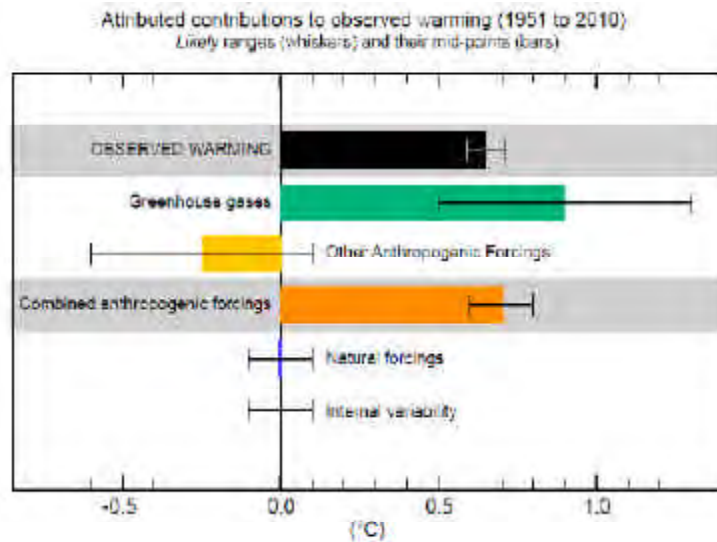 Attributed contributions to observed warming (1951 to 2010)
Likely ranges (whiskers) and their mid-points (bars)
OBSERVED WARMING
Greenhouse gases
Other Anthropogenic Forcings
Combined anthropogenic forcings
Natural forcings
Internal variability
-0.5 0.0 0.5 1.0
(°C)